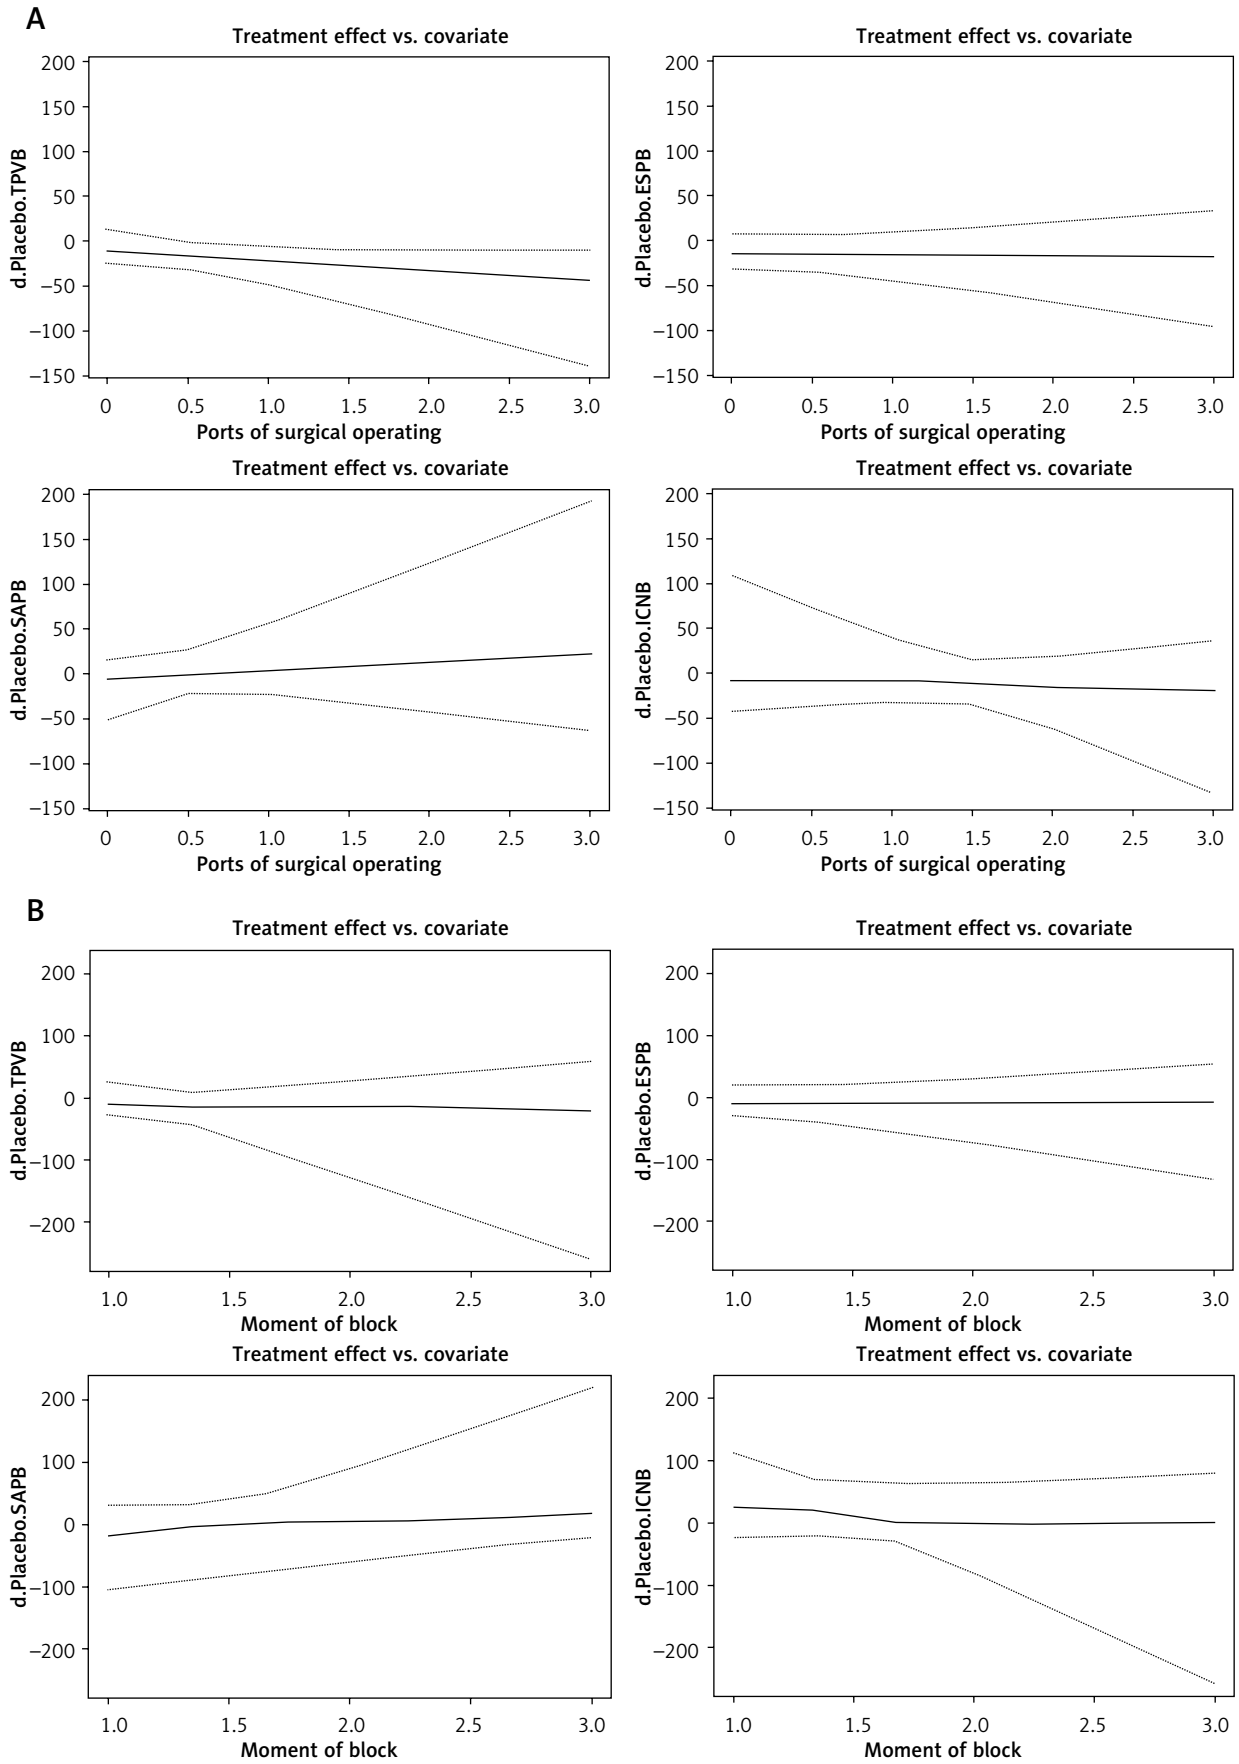 A
Treatment effect vs. covariate
d.Placebo.TPVB
200
150
100
50
0
−50
−100
−150
0 0.5 1.0 1.5 2.0 2.5 3.0
Ports of surgical operating
Treatment effect vs. covariate
d.Placebo.ESPB
200
150
100
50
0
−50
−100
−150
0 0.5 1.0 1.5 2.0 2.5 3.0
Ports of surgical operating
Treatment effect vs. covariate
d.Placebo.SAPB
200
150
100
50
0
−50
−100
−150
0 0.5 1.0 1.5 2.0 2.5 3.0
Ports of surgical operating
Treatment effect vs. covariate
d.Placebo.ICNB
200
150
100
50
0
−50
−100
−150
0 0.5 1.0 1.5 2.0 2.5 3.0
Ports of surgical operating
B
Treatment effect vs. covariate
d.Placebo.TPVB
200
100
0
−100
−200
1.0 1.5 2.0 2.5 3.0
Moment of block
Treatment effect vs. covariate
d.Placebo.ESPB
200
100
0
−100
−200
1.0 1.5 2.0 2.5 3.0
Moment of block
Treatment effect vs. covariate
d.Placebo.SAPB
200
100
0
−100
−200
1.0 1.5 2.0 2.5 3.0
Moment of block
Treatment effect vs. covariate
d.Placebo.ICNB
200
100
0
−100
−200
1.0 1.5 2.0 2.5 3.0
Moment of block